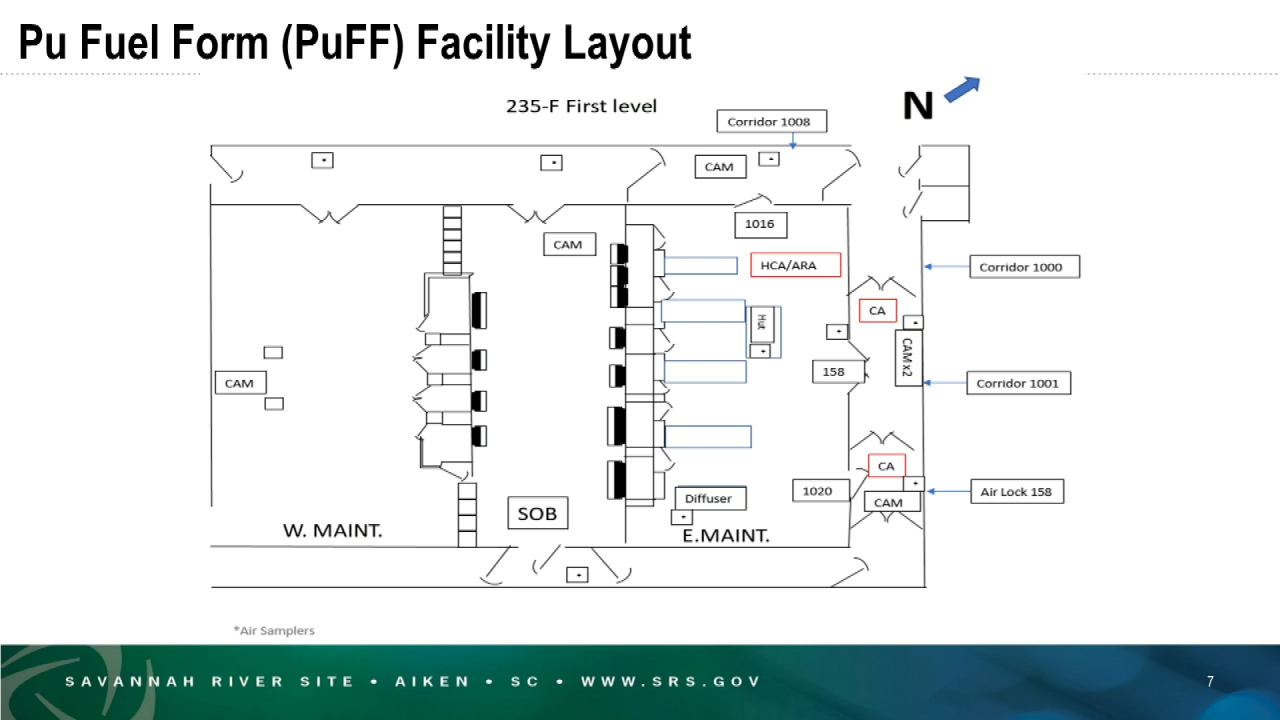 Pu Fuel Form (PuFF) Facility Layout
235-F First level
N
Corridor 1008
CAM
1016
CAM
HCA/ARA
Corridor 1000
CA
Hut
CAM x2
158
CAM
Corridor 1001
CA
1020
Air Lock 158
Diffuser
CAM
SOB
W. MAINT.
E.MAINT.
*Air Samplers
SAVANNAH RIVER SITE • AIKEN • SC • WWW.SRS.GOV
7